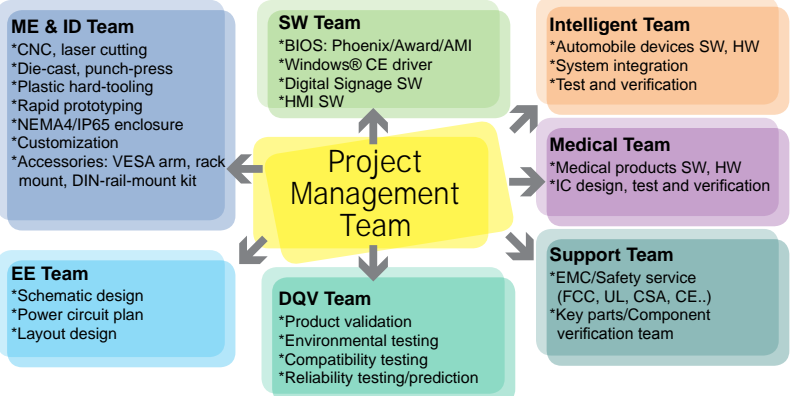 ME & ID Team
*CNC, laser cutting
*Die-cast, punch-press
*Plastic hard-tooling
*Rapid prototyping
*NEMA4/IP65 enclosure
*Customization
*Accessories: VESA arm, rack
mount, DIN-rail-mount kit
SW Team
*BIOS: Phoenix/Award/AMI
*Windows® CE driver
*Digital Signage SW
*HMI SW
Intelligent Team
*Automobile devices SW, HW
*System integration
*Test and verification
Project
Management
Team
Medical Team
*Medical products SW, HW
*IC design, test and verification
EE Team
*Schematic design
*Power circuit plan
*Layout design
DQV Team
*Product validation
*Environmental testing
*Compatibility testing
*Reliability testing/prediction
Support Team
*EMC/Safety service
(FCC, UL, CSA, CE..)
*Key parts/Component
verification team